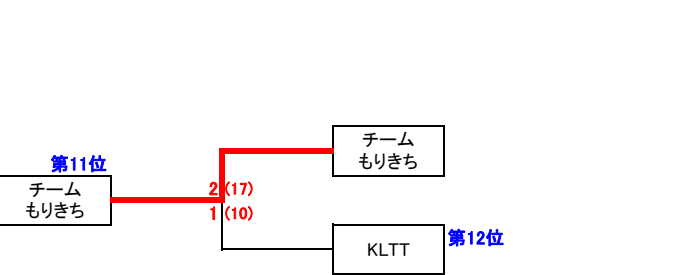 チーム
もりきち
第11位
チーム
もりきち
2 (17)
1 (10)
KLTT
第12位